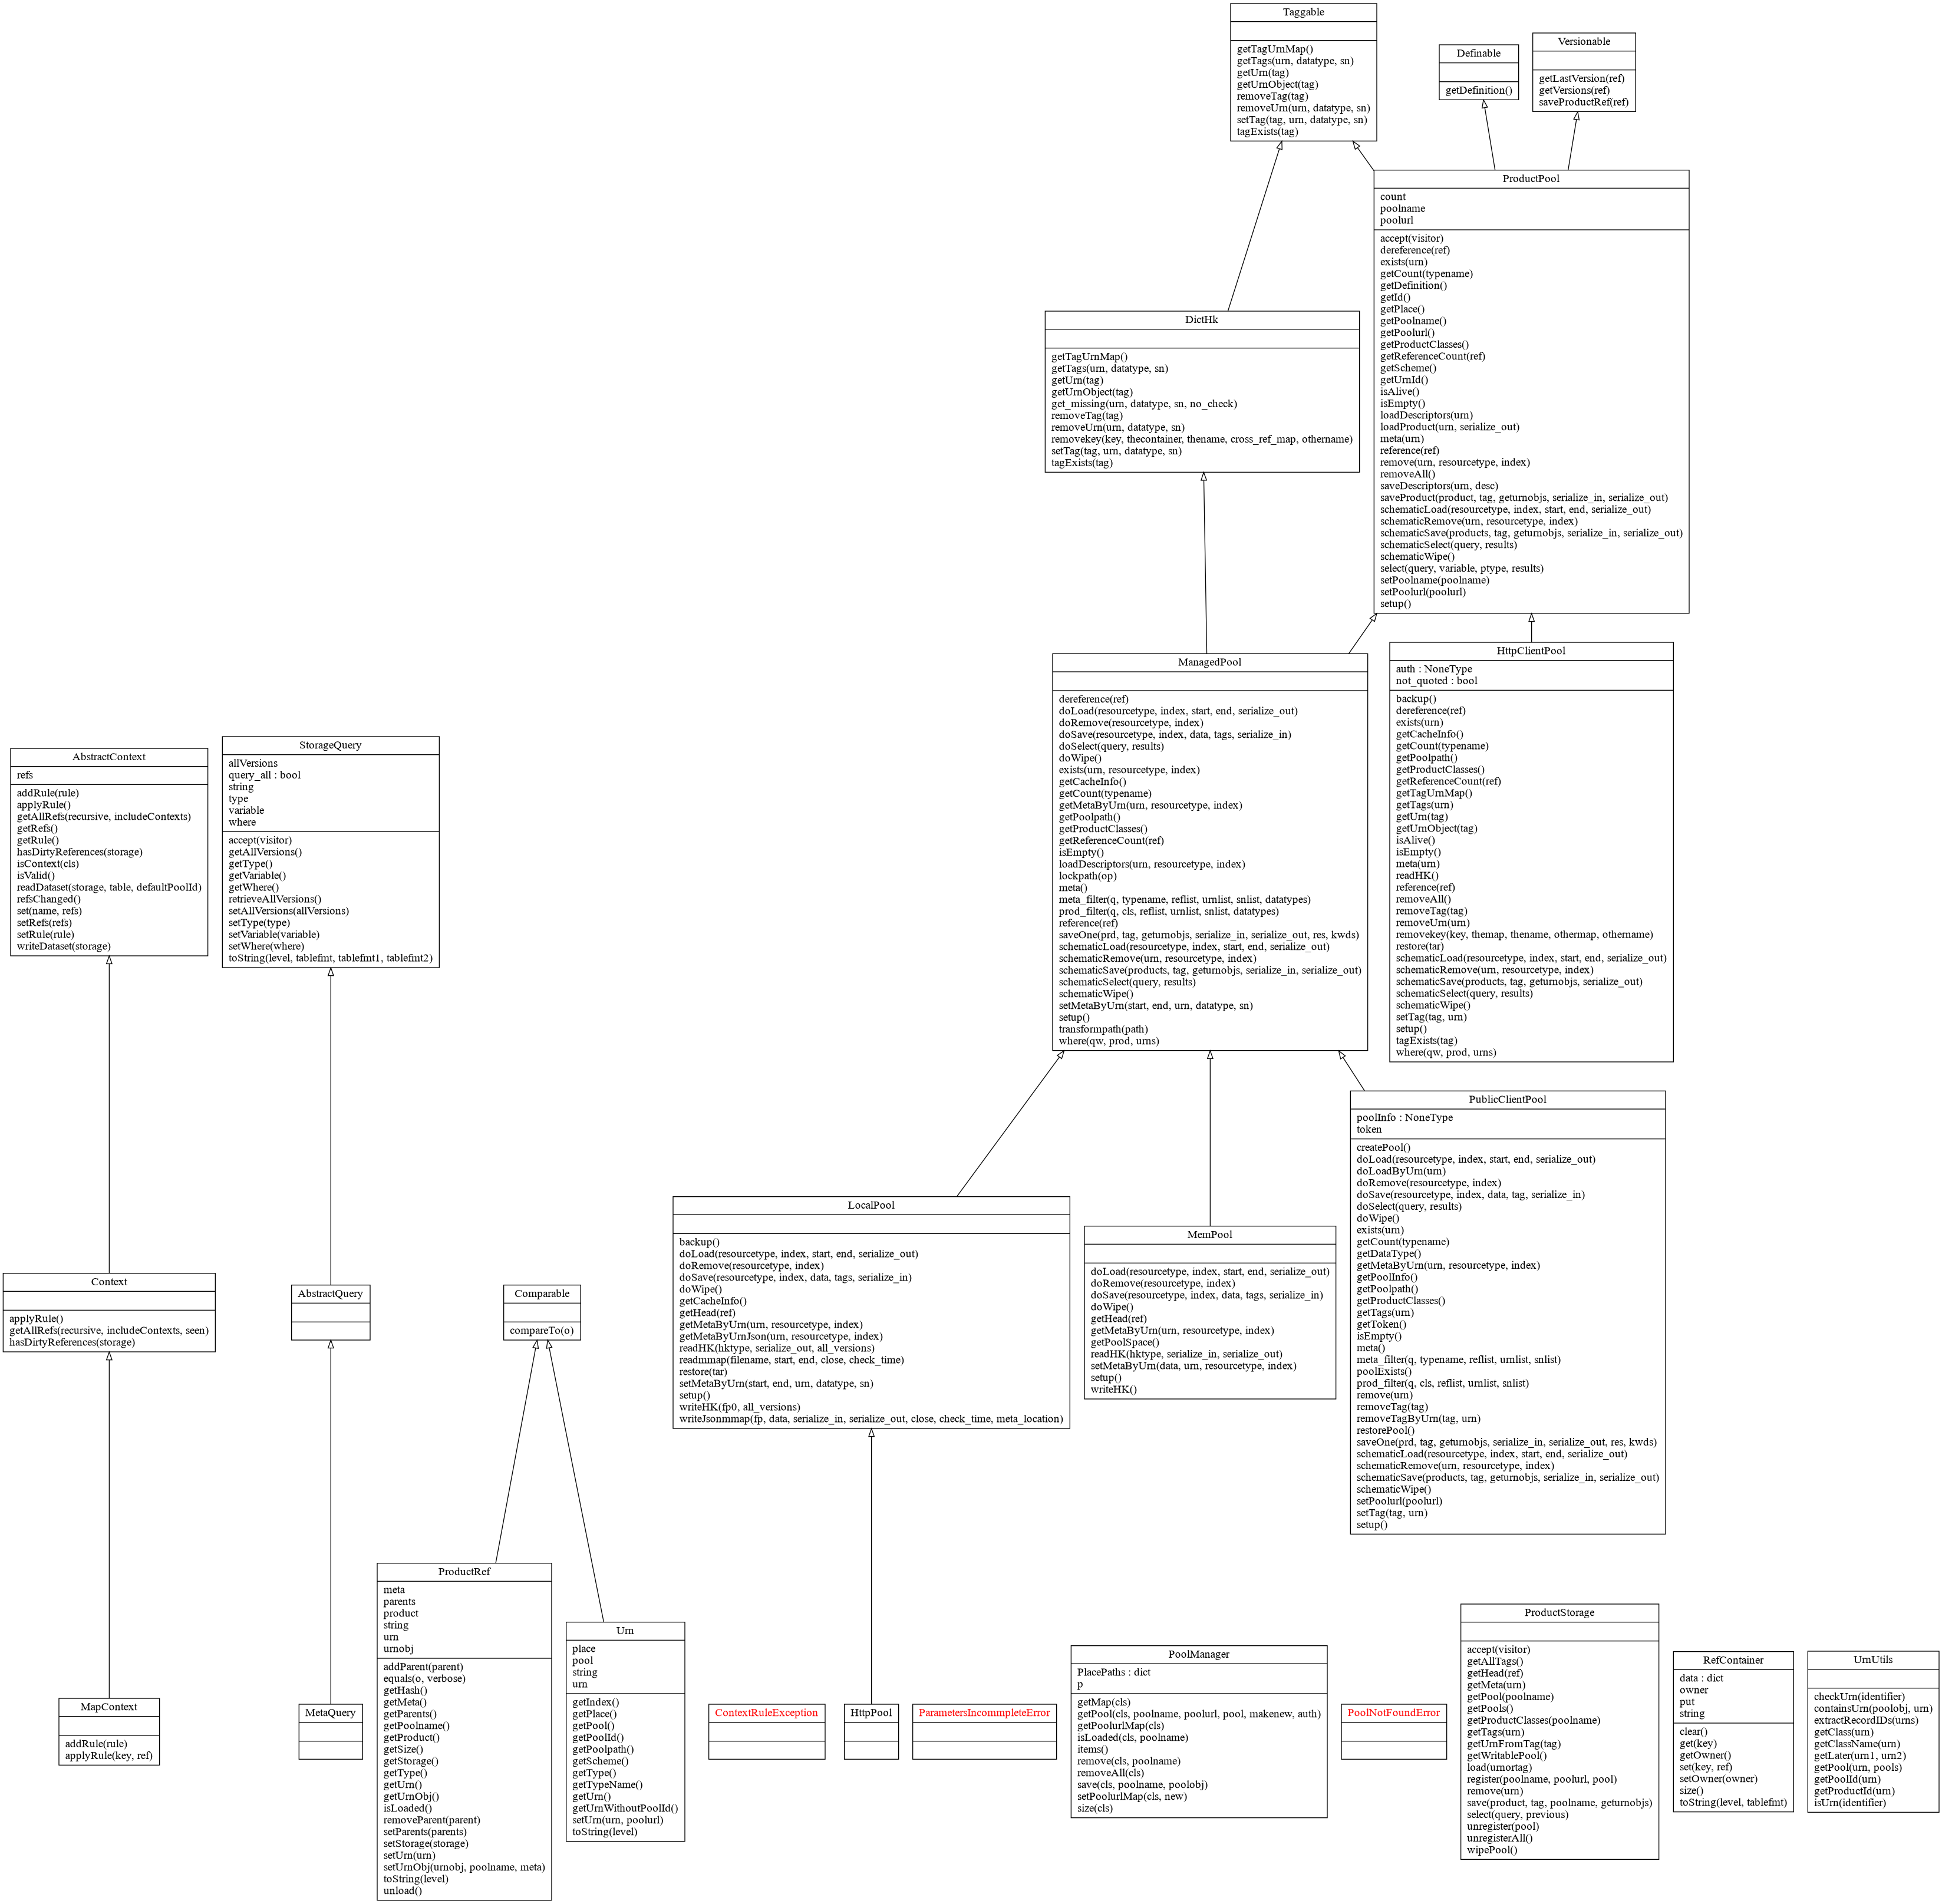 Taggable
getTagUrnMap()
getTags(urn, datatype, sn)
getUrn(tag)
getUrnObject(tag)
removeTag(tag)
removeUrn(urn, datatype, sn)
setTag(tag, urn, datatype, sn)
tagExists(tag)
Definable
getDefinition()
Versionable
getLastVersion(ref)
getVersions(ref)
saveProductRef(ref)
ProductPool
count
poolname
poolurl
accept(visitor)
dereference(ref)
exists(urn)
getCount(typename)
getDefinition()
getId()
getPlace()
getPoolname()
getPoolurl()
getProductClasses()
getReferenceCount(ref)
getScheme()
getUrnId()
isAlive()
isEmpty()
loadDescriptors(urn)
loadProduct(urn, serialize_out)
meta(urn)
reference(ref)
remove(urn, resourcetype, index)
removeAll()
saveDescriptors(urn, desc)
saveProduct(product, tag, geturnobjs, serialize_in, serialize_out)
schematicLoad(resourcetype, index, start, end, serialize_out)
schematicRemove(urn, resourcetype, index)
schematicSave(products, tag, geturnobjs, serialize_in, serialize_out)
schematicSelect(query, results)
schematicWipe()
select(query, variable, ptype, results)
setPoolname(poolname)
setPoolurl(poolurl)
setup()
DictHk
getTagUrnMap()
getTags(urn, datatype, sn)
getUrn(tag)
getUrnObject(tag)
get_missing(urn, datatype, sn, no_check)
removeTag(tag)
removeUrn(urn, datatype, sn)
removekey(key, thecontainer, thename, cross_ref_map, othername)
setTag(tag, urn, datatype, sn)
tagExists(tag)
ManagedPool
dereference(ref)
doLoad(resourcetype, index, start, end, serialize_out)
doRemove(resourcetype, index)
doSave(resourcetype, index, data, tags, serialize_in)
doSelect(query, results)
doWipe()
exists(urn, resourcetype, index)
getCacheInfo()
getCount(typename)
getMetaByUrn(urn, resourcetype, index)
getPoolpath()
getProductClasses()
getReferenceCount(ref)
isEmpty()
loadDescriptors(urn, resourcetype, index)
lockpath(op)
meta()
meta_filter(q, typename, reflist, urnlist, snlist, datatypes)
prod_filter(q, cls, reflist, urnlist, snlist, datatypes)
reference(ref)
saveOne(prd, tag, geturnobjs, serialize_in, serialize_out, res, kwds)
schematicLoad(resourcetype, index, start, end, serialize_out)
schematicRemove(urn, resourcetype, index)
schematicSave(products, tag, geturnobjs, serialize_in, serialize_out)
schematicSelect(query, results)
schematicWipe()
setMetaByUrn(start, end, urn, datatype, sn)
setup()
transformpath(path)
where(qw, prod, urns)
HttpClientPool
auth : NoneType
not_quoted : bool
backup()
dereference(ref)
exists(urn)
getCacheInfo()
getCount(typename)
getPoolpath()
getProductClasses()
getReferenceCount(ref)
getTagUrnMap()
getTags(urn)
getUrn(tag)
getUrnObject(tag)
isAlive()
isEmpty()
meta(urn)
readHK()
reference(ref)
removeAll()
removeTag(tag)
removeUrn(urn)
removekey(key, themap, thename, othermap, othername)
restore(tar)
schematicLoad(resourcetype, index, start, end, serialize_out)
schematicRemove(urn, resourcetype, index)
schematicSave(products, tag, geturnobjs, serialize_out)
schematicSelect(query, results)
schematicWipe()
setTag(tag, urn)
setup()
tagExists(tag)
where(qw, prod, urns)
AbstractContext
refs
addRule(rule)
applyRule()
getAllRefs(recursive, includeContexts)
getRefs()
getRule()
hasDirtyReferences(storage)
isContext(cls)
isValid()
readDataset(storage, table, defaultPoolId)
refsChanged()
set(name, refs)
setRefs(refs)
setRule(rule)
writeDataset(storage)
StorageQuery
allVersions
query_all : bool
string
type
variable
where
accept(visitor)
getAllVersions()
getType()
getVariable()
getWhere()
retrieveAllVersions()
setAllVersions(allVersions)
setType(type)
setVariable(variable)
setWhere(where)
toString(level, tablefmt, tablefmt1, tablefmt2)
PublicClientPool
poolInfo : NoneType
token
createPool()
doLoad(resourcetype, index, start, end, serialize_out)
doLoadByUrn(urn)
doRemove(resourcetype, index)
doSave(resourcetype, index, data, tag, serialize_in)
doSelect(query, results)
doWipe()
exists(urn)
getCount(typename)
getDataType()
getMetaByUrn(urn, resourcetype, index)
getPoolInfo()
getPoolpath()
getProductClasses()
getTags(urn)
getToken()
isEmpty()
meta()
meta_filter(q, typename, reflist, urnlist, snlist)
poolExists()
prod_filter(q, cls, reflist, urnlist, snlist)
remove(urn)
removeTag(tag)
removeTagByUrn(tag, urn)
restorePool()
saveOne(prd, tag, geturnobjs, serialize_in, serialize_out, res, kwds)
schematicLoad(resourcetype, index, start, end, serialize_out)
schematicRemove(urn, resourcetype, index)
schematicSave(products, tag, geturnobjs, serialize_in, serialize_out)
schematicWipe()
setPoolurl(poolurl)
setTag(tag, urn)
setup()
LocalPool
backup()
doLoad(resourcetype, index, start, end, serialize_out)
doRemove(resourcetype, index)
doSave(resourcetype, index, data, tags, serialize_in)
doWipe()
getCacheInfo()
getHead(ref)
getMetaByUrn(urn, resourcetype, index)
getMetaByUrnJson(urn, resourcetype, index)
readHK(hktype, serialize_out, all_versions)
readmmap(filename, start, end, close, check_time)
restore(tar)
setMetaByUrn(start, end, urn, datatype, sn)
setup()
writeHK(fp0, all_versions)
writeJsonmmap(fp, data, serialize_in, serialize_out, close, check_time, meta_location)
MemPool
doLoad(resourcetype, index, start, end, serialize_out)
doRemove(resourcetype, index)
doSave(resourcetype, index, data, tags, serialize_in)
doWipe()
getHead(ref)
getMetaByUrn(urn, resourcetype, index)
getPoolSpace()
readHK(hktype, serialize_in, serialize_out)
setMetaByUrn(data, urn, resourcetype, index)
setup()
writeHK()
Context
applyRule()
getAllRefs(recursive, includeContexts, seen)
hasDirtyReferences(storage)
AbstractQuery
Comparable
compareTo(o)
ProductRef
meta
parents
product
string
urn
urnobj
addParent(parent)
equals(o, verbose)
getHash()
getMeta()
getParents()
getPoolname()
getProduct()
getSize()
getStorage()
getType()
getUrn()
getUrnObj()
isLoaded()
removeParent(parent)
setParents(parents)
setStorage(storage)
setUrn(urn)
setUrnObj(urnobj, poolname, meta)
toString(level)
unload()
Urn
place
pool
string
urn
getIndex()
getPlace()
getPool()
getPoolId()
getPoolpath()
getScheme()
getType()
getTypeName()
getUrn()
getUrnWithoutPoolId()
setUrn(urn, poolurl)
toString(level)
MapContext
addRule(rule)
applyRule(key, ref)
MetaQuery
ContextRuleException
HttpPool
ParametersIncommpleteError
PoolManager
PlacePaths : dict
p
getMap(cls)
getPool(cls, poolname, poolurl, pool, makenew, auth)
getPoolurlMap(cls)
isLoaded(cls, poolname)
items()
remove(cls, poolname)
removeAll(cls)
save(cls, poolname, poolobj)
setPoolurlMap(cls, new)
size(cls)
PoolNotFoundError
ProductStorage
accept(visitor)
getAllTags()
getHead(ref)
getMeta(urn)
getPool(poolname)
getPools()
getProductClasses(poolname)
getTags(urn)
getUrnFromTag(tag)
getWritablePool()
load(urnortag)
register(poolname, poolurl, pool)
remove(urn)
save(product, tag, poolname, geturnobjs)
select(query, previous)
unregister(pool)
unregisterAll()
wipePool()
RefContainer
data : dict
owner
put
string
clear()
get(key)
getOwner()
set(key, ref)
setOwner(owner)
size()
toString(level, tablefmt)
UrnUtils
checkUrn(identifier)
containsUrn(poolobj, urn)
extractRecordIDs(urns)
getClass(urn)
getClassName(urn)
getLater(urn1, urn2)
getPool(urn, pools)
getPoolId(urn)
getProductId(urn)
isUrn(identifier)